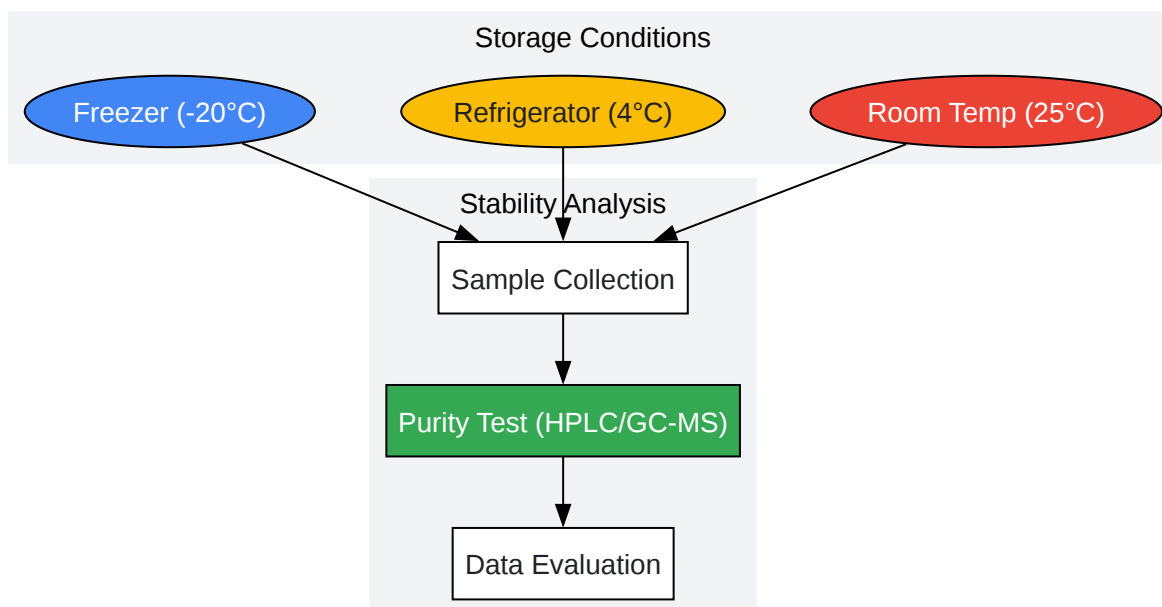 Storage Conditions
Freezer (-20°C)
Refrigerator (4°C)
Room Temp (25°C)
Stability Analysis
Sample Collection
Purity Test (HPLC/GC-MS)
Data Evaluation